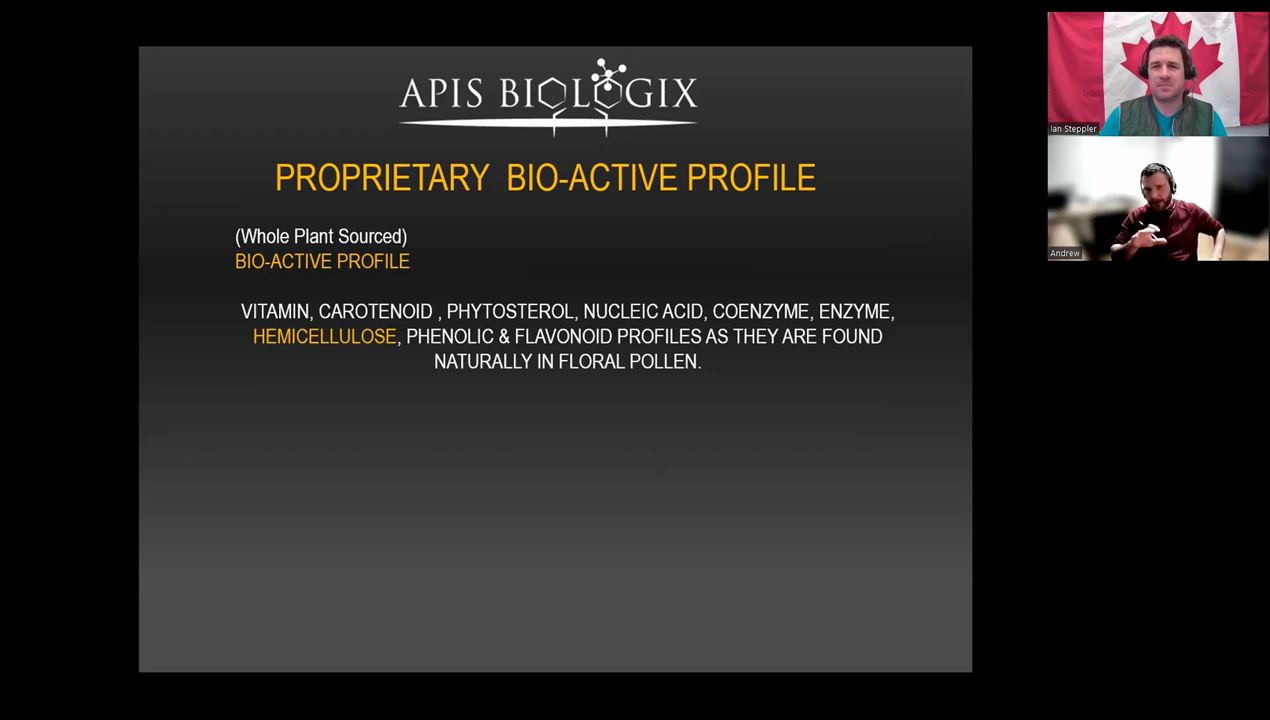 APIS BIOLOGIX
PROPRIETARY BIO-ACTIVE PROFILE
(Whole Plant Sourced)
BIO-ACTIVE PROFILE
VITAMIN, CAROTENOID , PHYTOSTEROL, NUCLEIC ACID, COENZYME, ENZYME,
HEMICELLULOSE, PHENOLIC & FLAVONOID PROFILES AS THEY ARE FOUND
NATURALLY IN FLORAL POLLEN.
Ian Steppler
Andrew